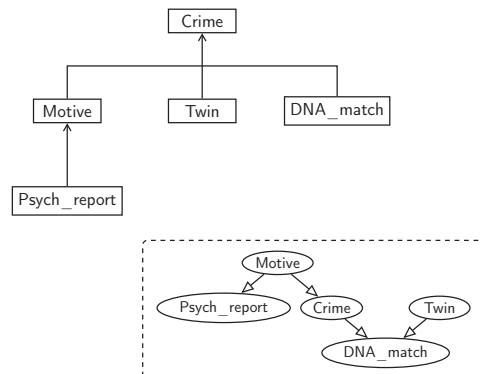 Crime
Motive
Twin
DNA_match
Psych_report
Motive
Psych_report
Crime
Twin
DNA_match